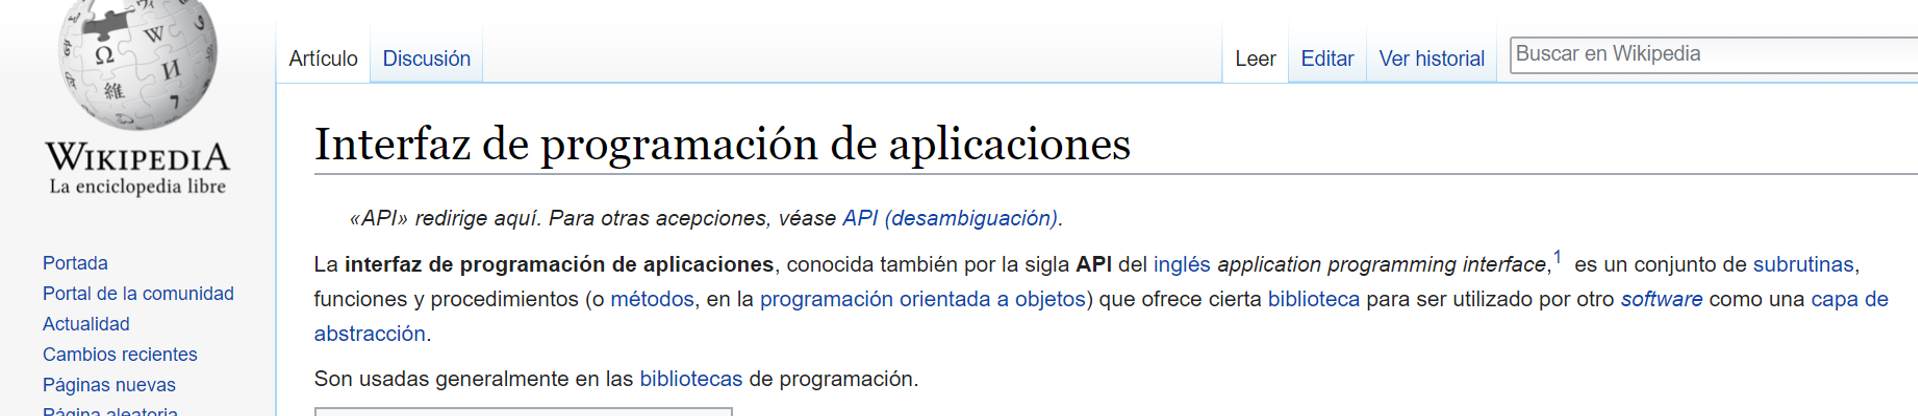 WIKIPEDIA
La enciclopedia libre
Artículo
Discusión
Leer
Editar
Ver historial
Buscar en Wikipedia
Interfaz de programación de aplicaciones
«API» redirige aquí. Para otras acepciones, véase API (desambiguación).
La interfaz de programación de aplicaciones, conocida también por la sigla API del inglés application programming interface,1 es un conjunto de subrutinas,
funciones y procedimientos (o métodos, en la programación orientada a objetos) que ofrece cierta biblioteca para ser utilizado por otro software como una capa de
abstracción.
Son usadas generalmente en las bibliotecas de programación.
Portada
Portal de la comunidad
Actualidad
Cambios recientes
Páginas nuevas
Página aleatoria